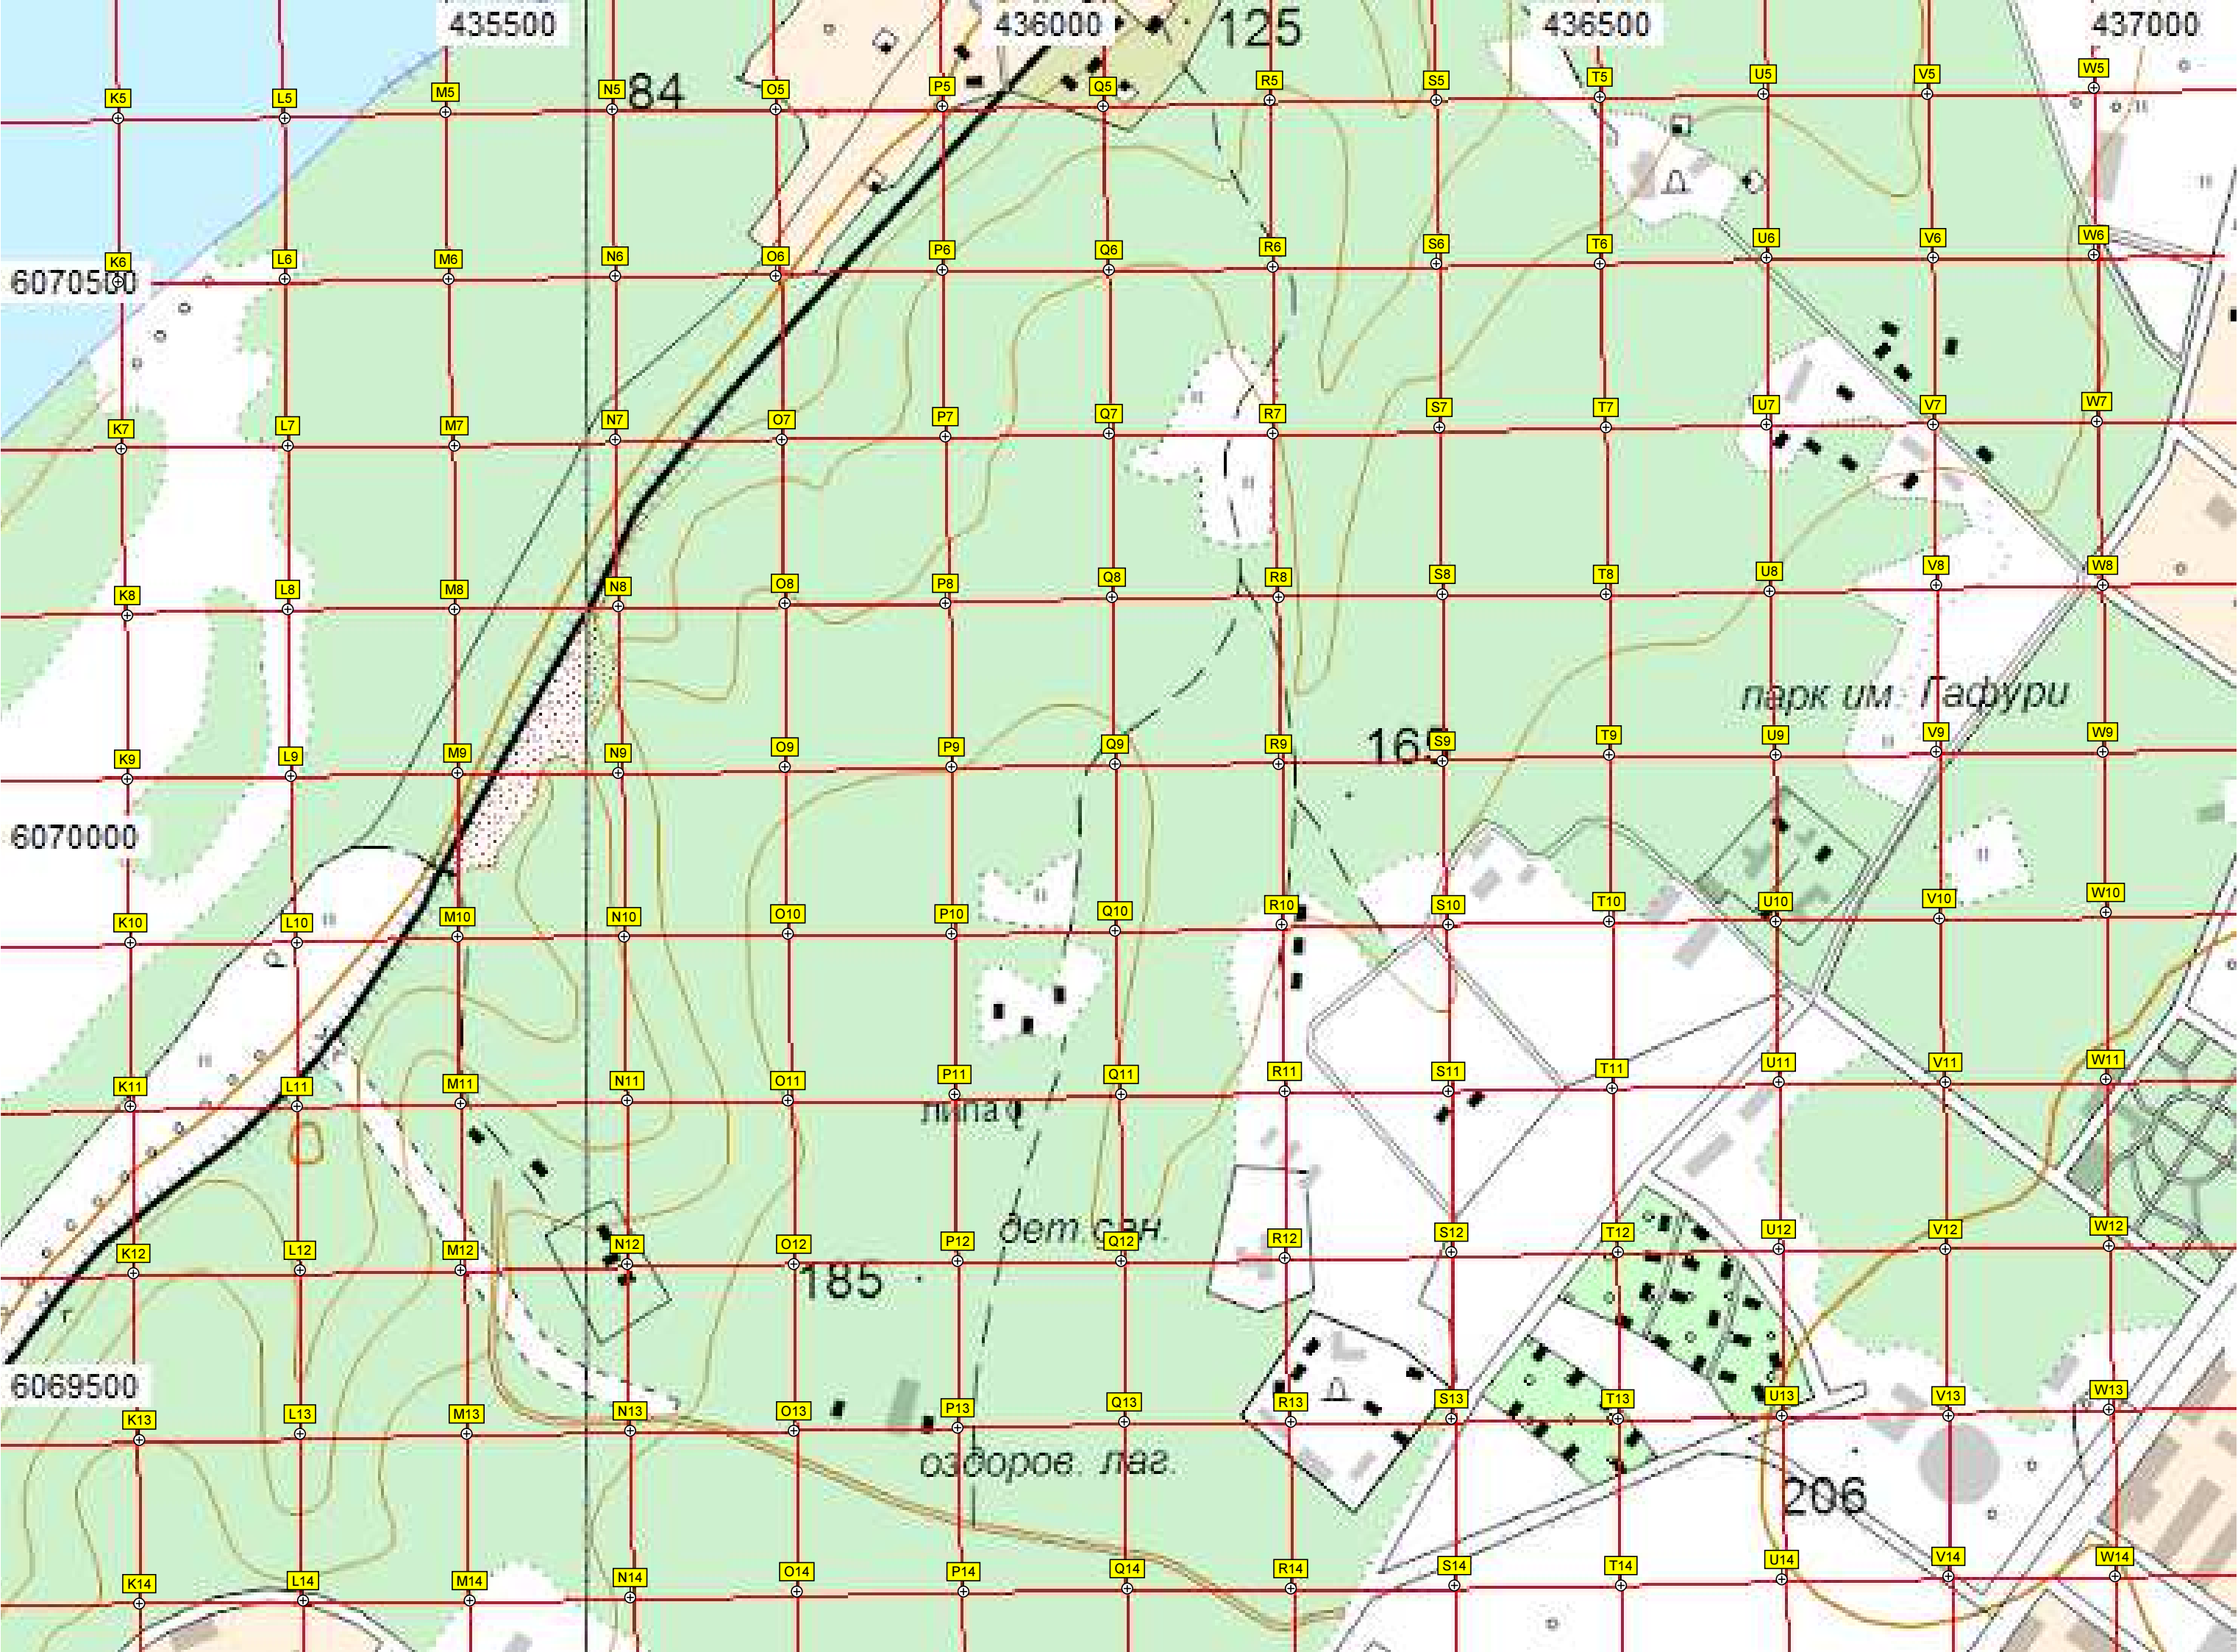 435500 436000 125 436500 437000
K5 L5 M5 N5 84 O5 P5 Q5 R5 S5 T5 U5 V5 W5
K6 L6 M6 N6 O6 P6 Q6 R6 S6 T6 U6 V6 W6
6070500
K7 L7 M7 N7 O7 P7 Q7 R7 S7 T7 U7 V7 W7
K8 L8 M8 N8 O8 P8 Q8 R8 S8 T8 U8 V8 W8
парк им. Гафури
K9 L9 M9 N9 O9 P9 Q9 R9 165 S9 T9 U9 V9 W9
6070000
K10 L10 M10 N10 O10 P10 Q10 R10 S10 T10 U10 V10 W10
K11 L11 M11 N11 O11 P11 Q11 R11 S11 T11 U11 V11 W11
липа
дет. сан.
K12 L12 M12 N12 O12 P12 Q12 R12 S12 T12 U12 V12 W12
185
6069500
K13 L13 M13 N13 O13 P13 Q13 R13 S13 T13 U13 V13 W13
оздоров. лаг.
206
K14 L14 M14 N14 O14 P14 Q14 R14 S14 T14 U14 V14 W14